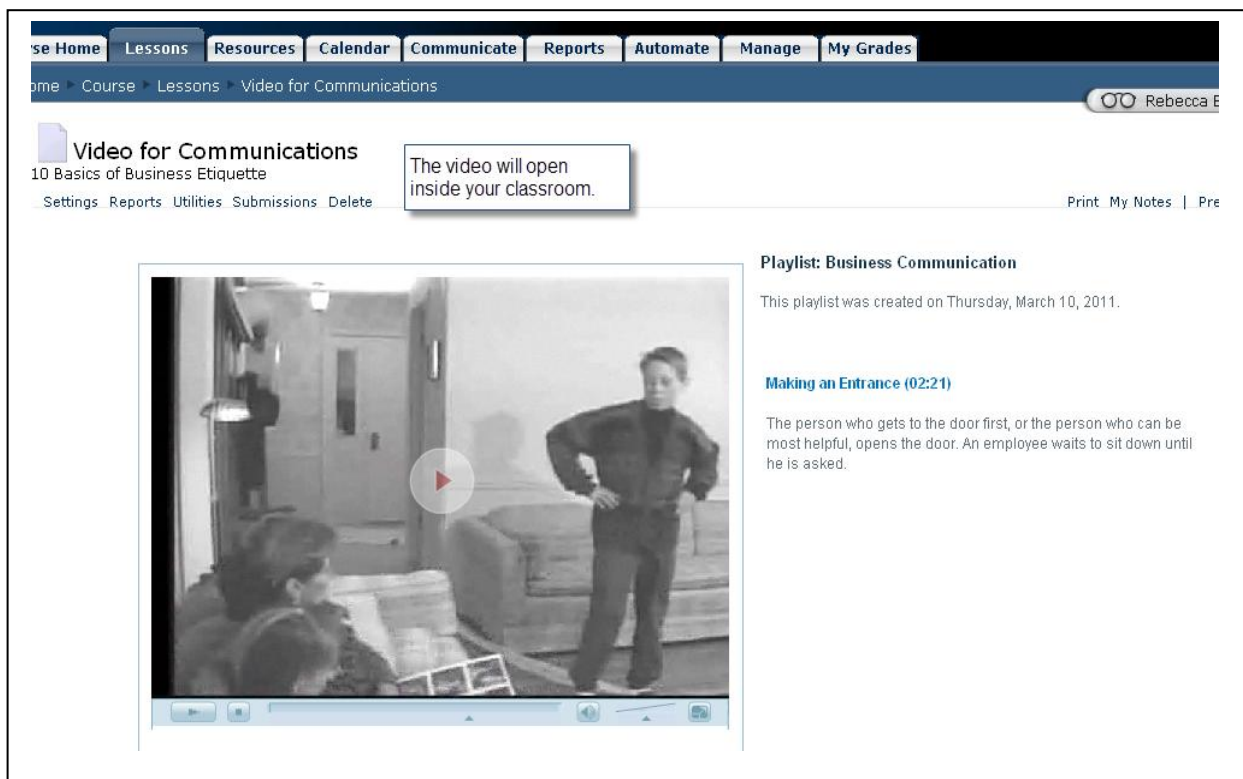 rse Home Lessons Resources Calendar Communicate Reports Automate Manage My Grades
ome Course Lessons Video for Communications
Rebecca E
Video for Communications
10 Basics of Business Etiquette
The video will open
inside your classroom.
Settings Reports Utilities Submissions Delete
Print My Notes | Pre
Playlist: Business Communication
This playlist was created on Thursday, March 10, 2011.
Making an Entrance (02:21)
The person who gets to the door first, or the person who can be
most helpful, opens the door. An employee waits to sit down until
he is asked.